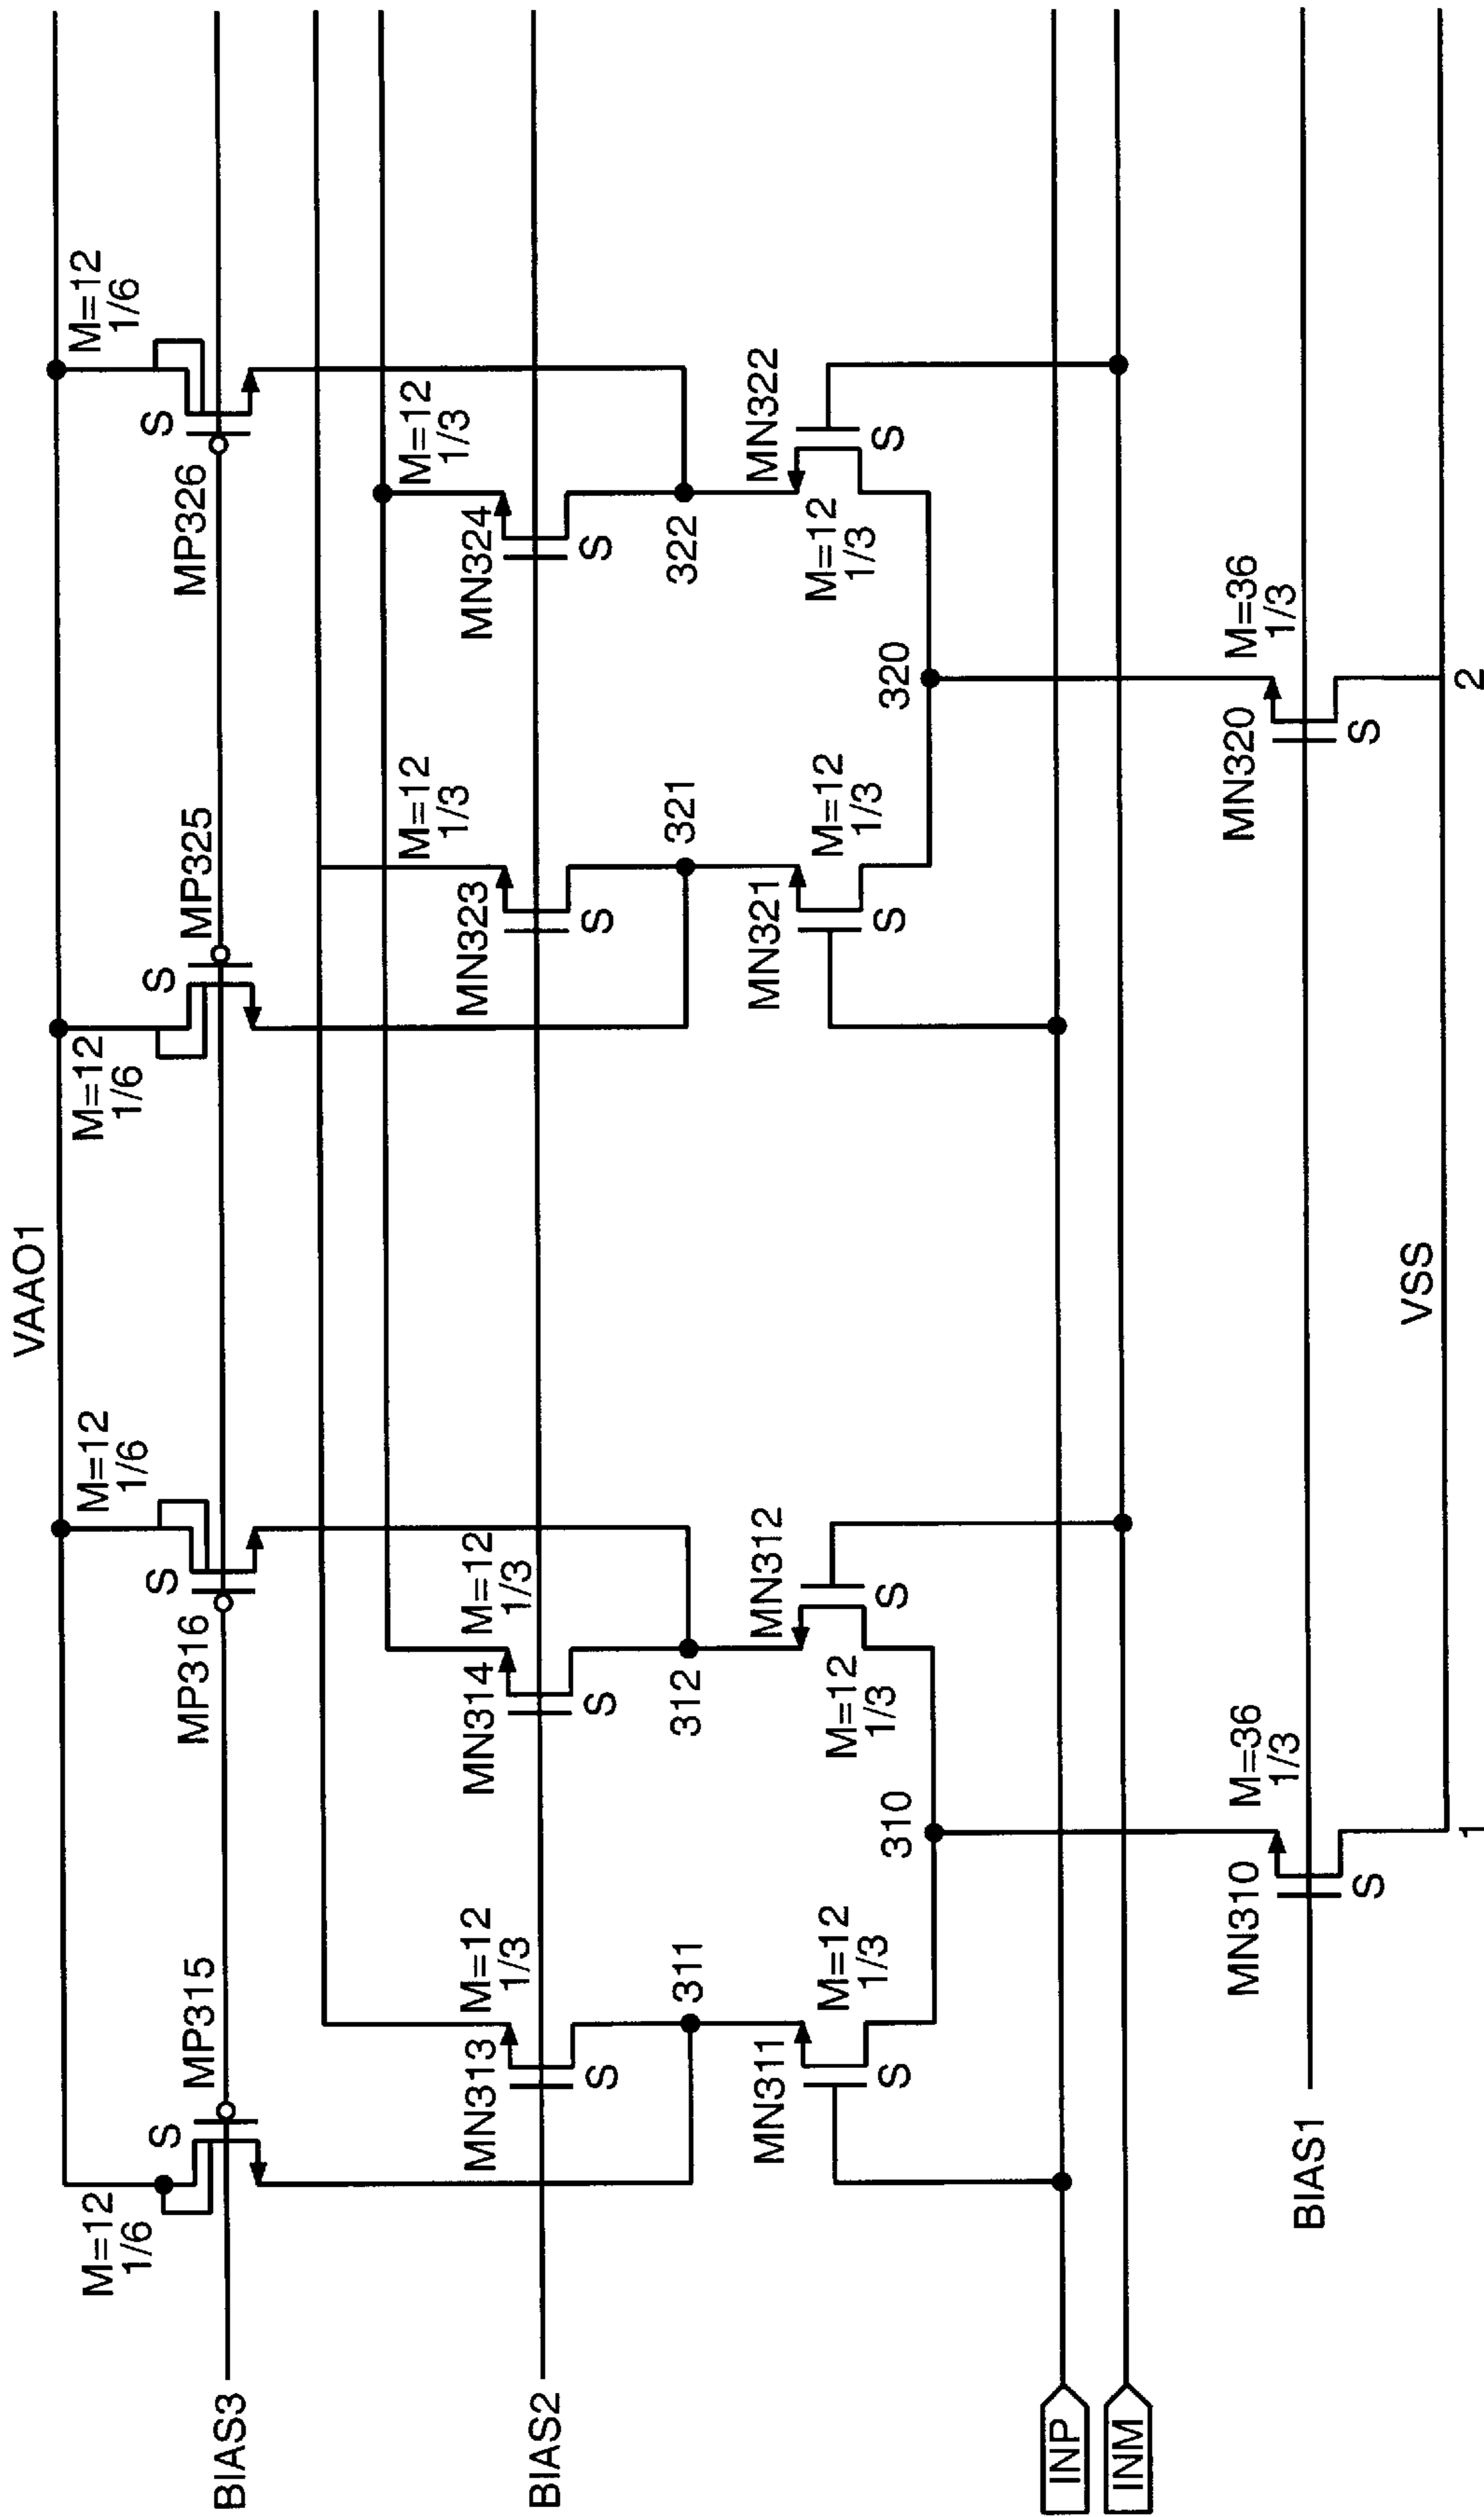 VAAO1
M=12
1/6
S
MP315
M=12
1/6
S
MP316
M=12
1/6
S
MP325
M=12
1/6
S
MP326
BIAS3
MN313
M=12
1/3
S
MN314
M=12
1/3
S
MN323
M=12
1/3
S
MN324
M=12
1/3
S
BIAS2
311
312
321
322
MN311
M=12
1/3
S
MN312
M=12
1/3
S
MN321
M=12
1/3
S
MN322
M=12
1/3
S
310
320
INP
INM
MN310
M=36
1/3
S
MN320
M=36
1/3
S
BIAS1
VSS
1
2